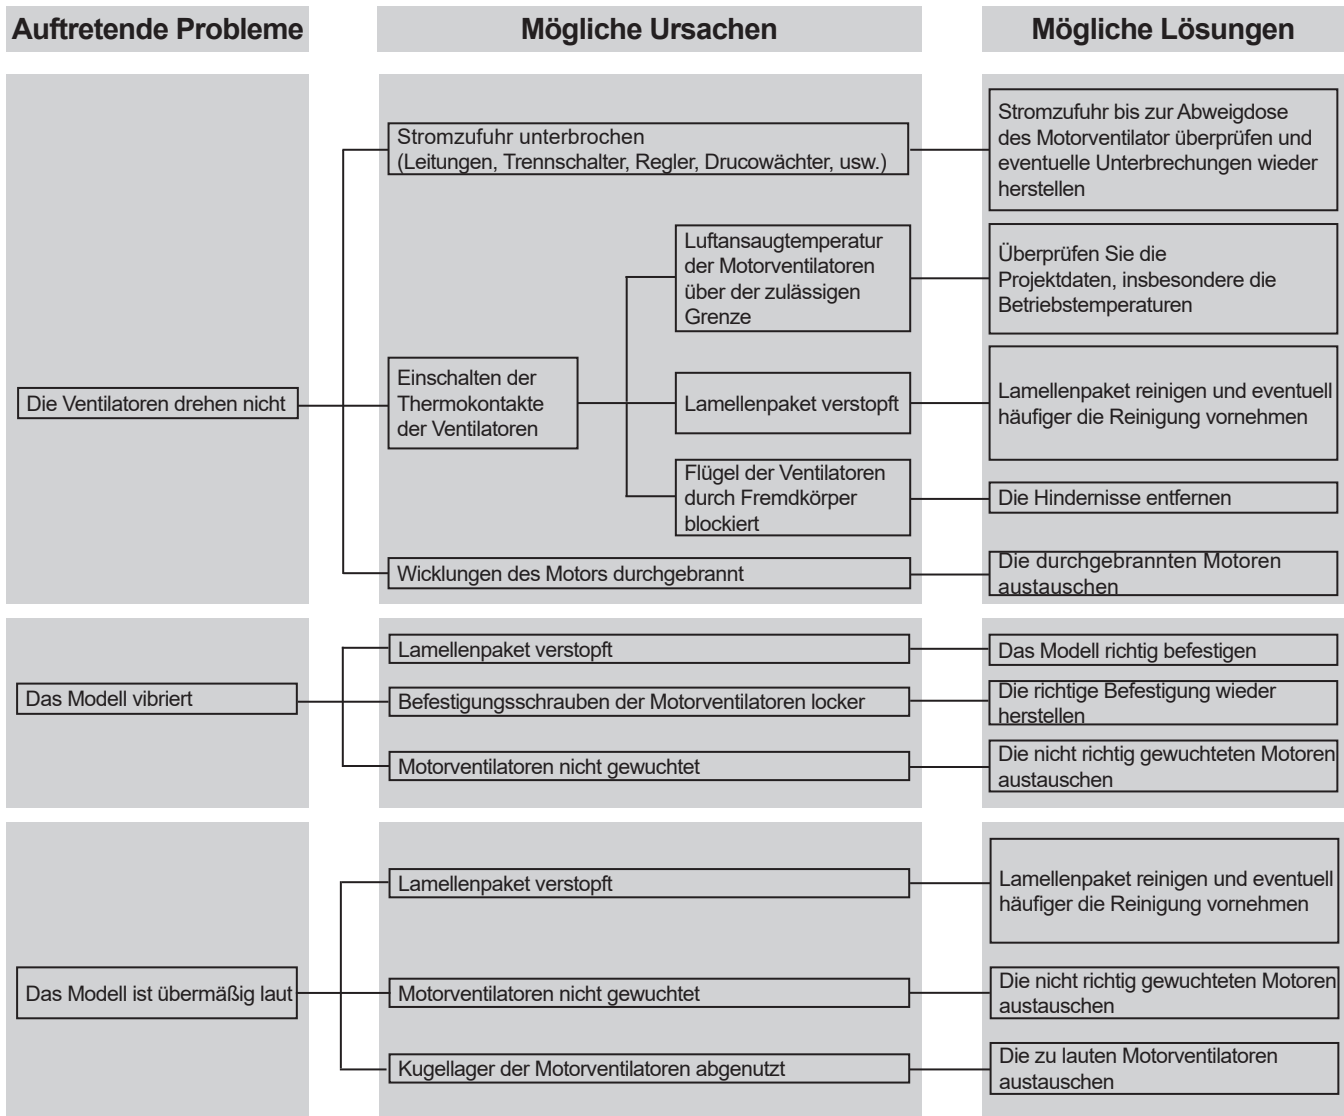 Auftretende Probleme
Mögliche Ursachen
Mögliche Lösungen
Die Ventilatoren drehen nicht
Stromzufuhr unterbrochen
(Leitungen, Trennschalter, Regler, Drucowächter, usw.)
Stromzufuhr bis zur Abweigdose
des Motorventilator überprüfen und
eventuelle Unterbrechungen wieder
herstellen
Einschalten der
Thermokontakte
der Ventilatoren
Luftansaugtemperatur
der Motorventilatoren
über der zulässigen
Grenze
Überprüfen Sie die
Projektdaten, insbesondere die
Betriebstemperaturen
Lamellenpaket verstopft
Lamellenpaket reinigen und eventuell
häufiger die Reinigung vornehmen
Flügel der Ventilatoren
durch Fremdkörper
blockiert
Die Hindernisse entfernen
Wicklungen des Motors durchgebrannt
Die durchgebrannten Motoren
austauschen
Das Modell vibriert
Lamellenpaket verstopft
Das Modell richtig befestigen
Befestigungsschrauben der Motorventilatoren locker
Die richtige Befestigung wieder
herstellen
Motorventilatoren nicht gewuchtet
Die nicht richtig gewuchteten Motoren
austauschen
Das Modell ist übermäßig laut
Lamellenpaket verstopft
Lamellenpaket reinigen und eventuell
häufiger die Reinigung vornehmen
Motorventilatoren nicht gewuchtet
Die nicht richtig gewuchteten Motoren
austauschen
Kugellager der Motorventilatoren abgenutzt
Die zu lauten Motorventilatoren
austauschen